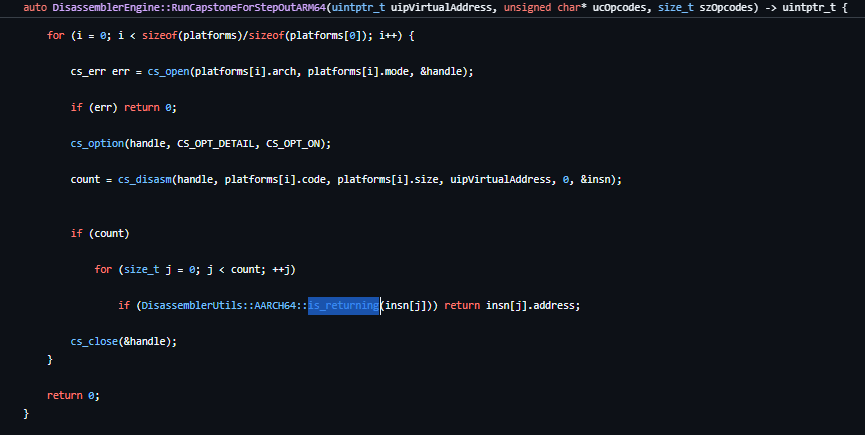 auto DisassemblerEngine::RunCapstoneForStepOutARM64(uintptr_t uipVirtualAddress, unsigned char* ucOpcodes, size_t szOpcodes) -> uintptr_t {
for (i = 0; i < sizeof(platforms)/sizeof(platforms[0]); i++) {
cs_err err = cs_open(platforms[i].arch, platforms[i].mode, &handle);
if (err) return 0;
cs_option(handle, CS_OPT_DETAIL, CS_OPT_ON);
count = cs_disasm(handle, platforms[i].code, platforms[i].size, uipVirtualAddress, 0, &insn);
if (count)
for (size_t j = 0; j < count; ++j)
if (DisassemblerUtils::AARCH64::is_returning(insn[j])) return insn[j].address;
cs_close(&handle);
}
return 0;
}